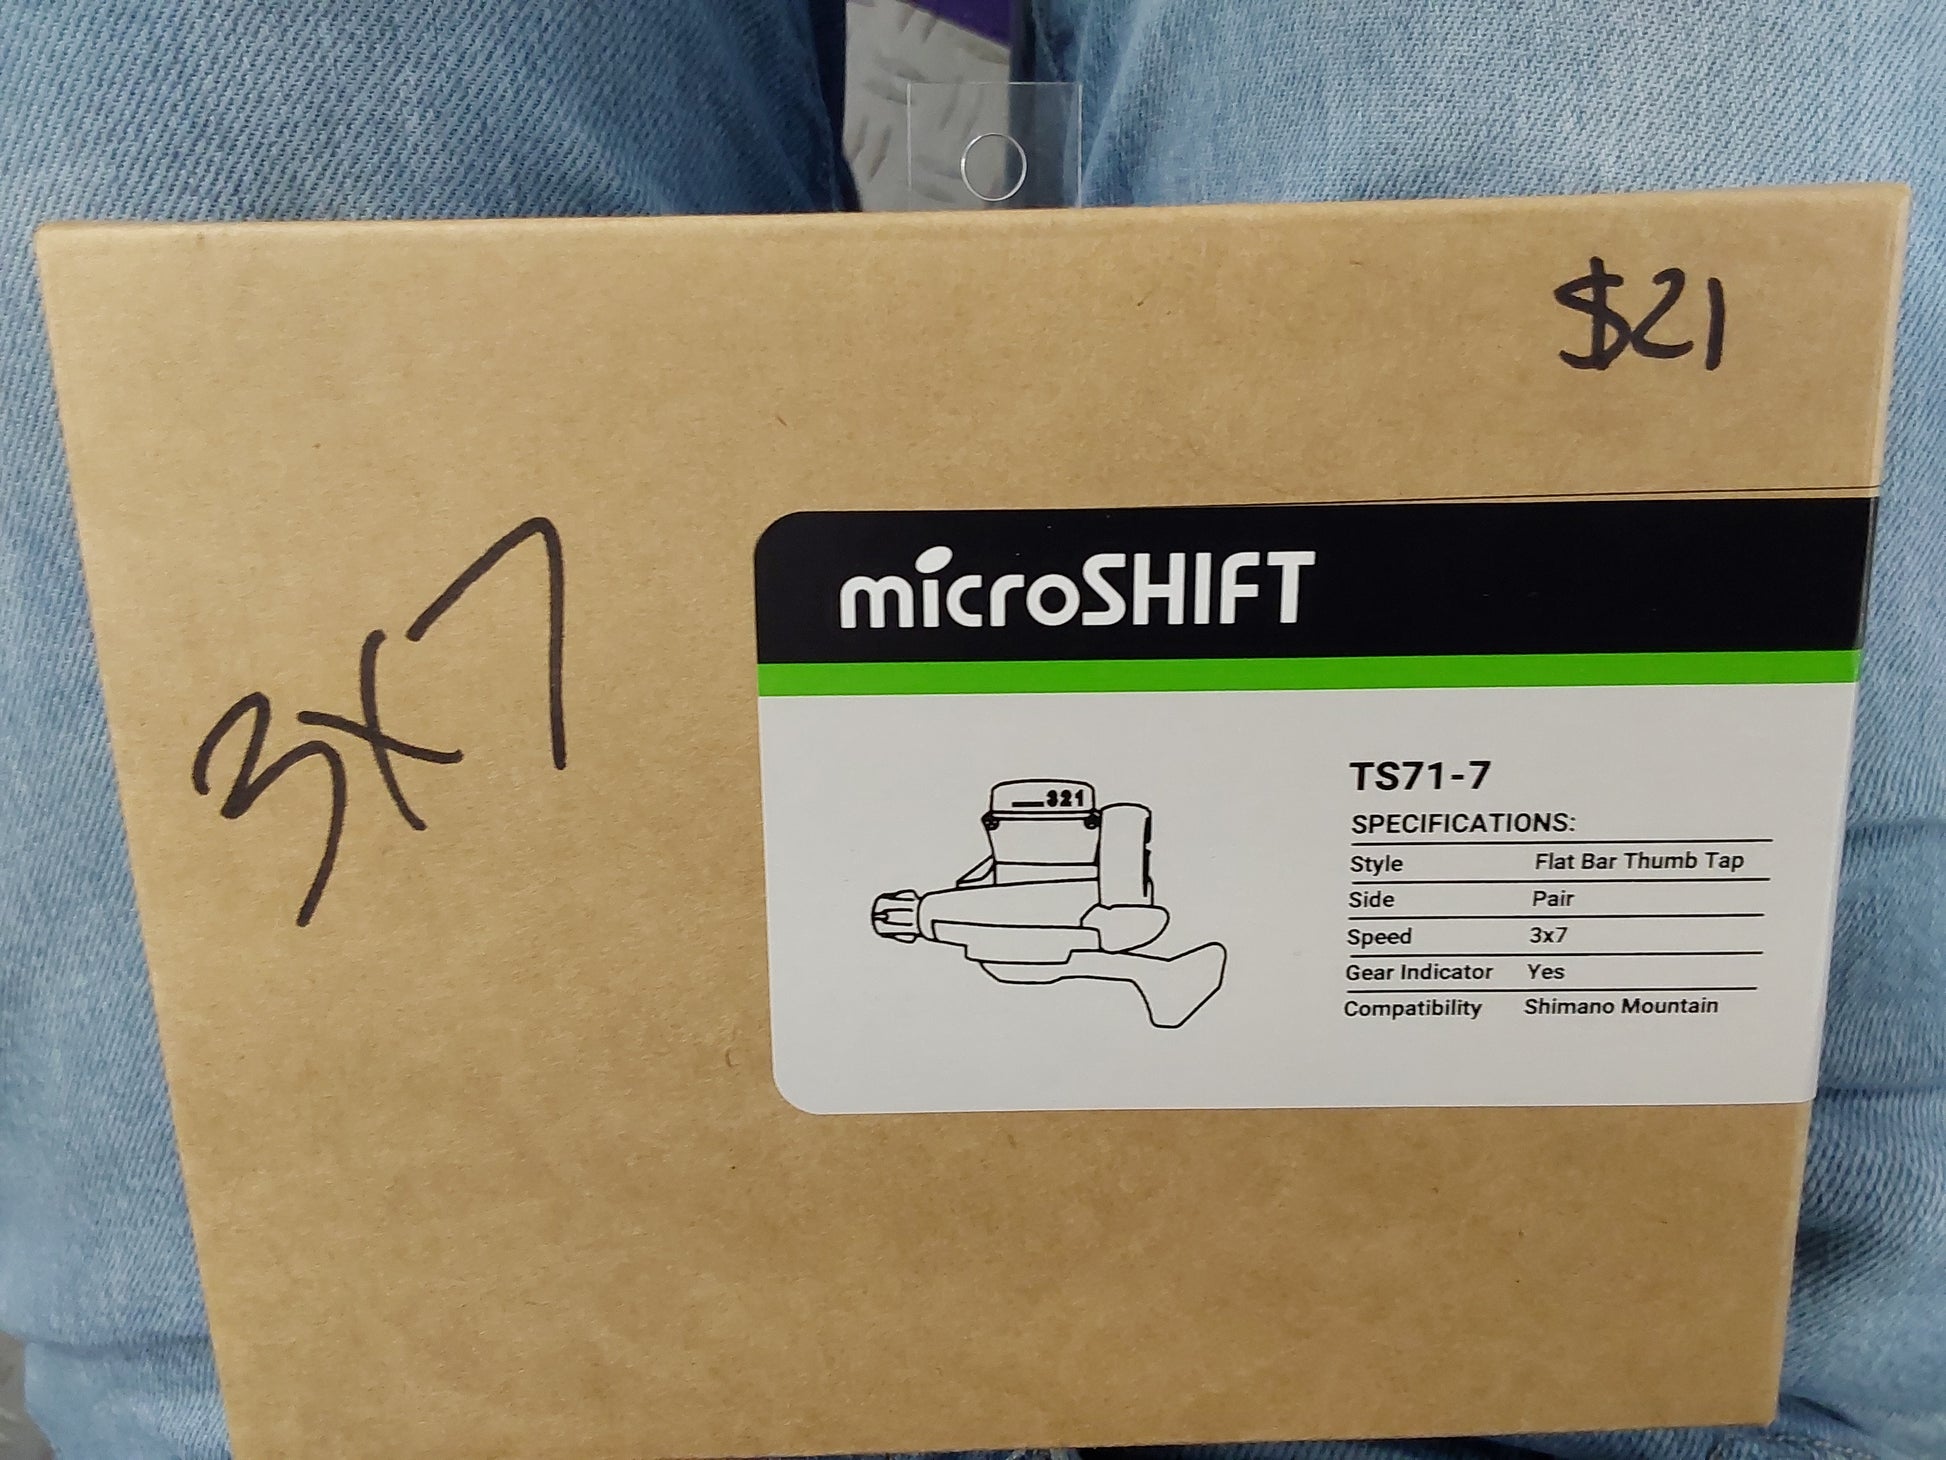 $21
3x7
microSHIFT
321
TS71-7
SPECIFICATIONS:
Style Flat Bar Thumb Tap
Side Pair
Speed 3x7
Gear Indicator Yes
Compatibility Shimano Mountain